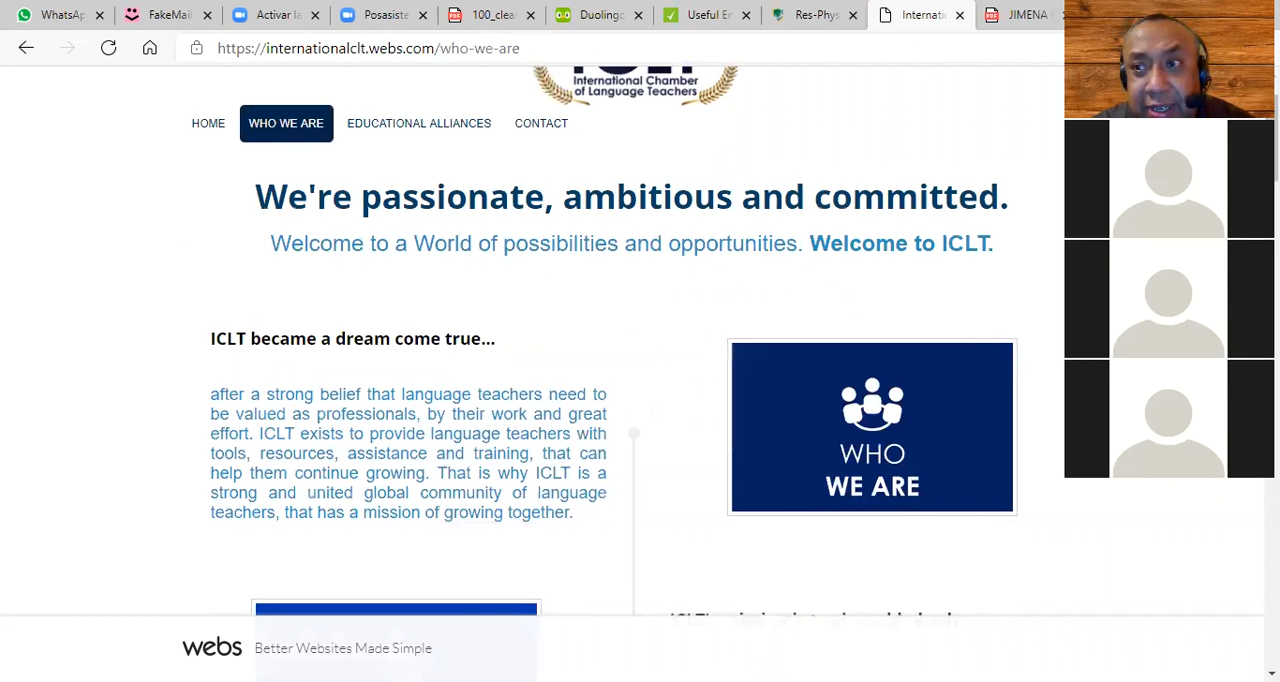 WhatsAp
FakeMail
Activar la
Posasiste
100_clea
Duolingo
Useful En
Res-Phys
Internati
JIMENA
https://internationalclt.webs.com/who-we-are
International Chamber
of Language Teachers
HOME
WHO WE ARE
EDUCATIONAL ALLIANCES
CONTACT
We're passionate, ambitious and committed.
Welcome to a World of possibilities and opportunities. Welcome to ICLT.
ICLT became a dream come true...
after a strong belief that language teachers need to
be valued as professionals, by their work and great
effort. ICLT exists to provide language teachers with
tools, resources, assistance and training, that can
help them continue growing. That is why ICLT is a
strong and united global community of language
teachers, that has a mission of growing together.
WHO
WE ARE
webs
Better Websites Made Simple